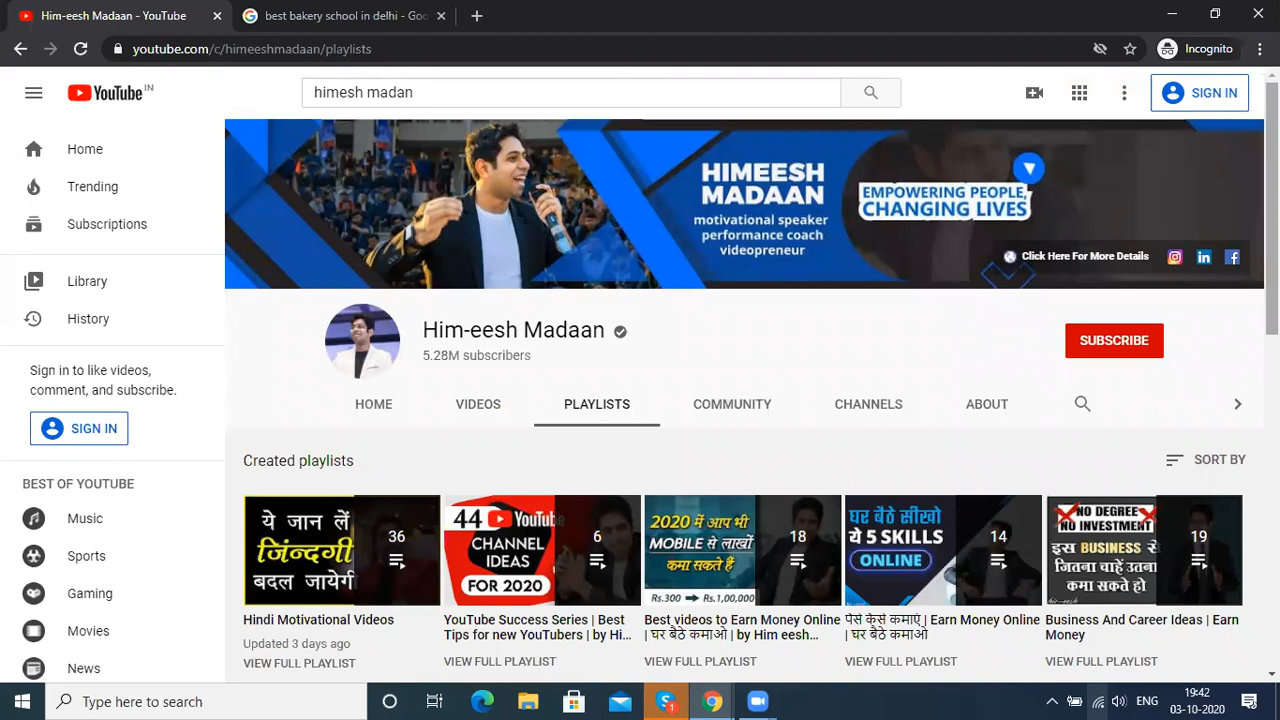 Him-eesh Madaan - YouTube
best bakery school in delhi - Goo
youtube.com/c/himeeshmadaan/playlists
Incognito
YouTube IN
himesh madan
SIGN IN
Home
Trending
Subscriptions
Library
History
Sign in to like videos,
comment, and subscribe.
SIGN IN
BEST OF YOUTUBE
Music
Sports
Gaming
Movies
News
HIMEESH
MADAAN
motivational speaker
performance coach
videopreneur
EMPOWERING PEOPLE,
CHANGING LIVES
Click Here For More Details
Him-eesh Madaan
5.28M subscribers
SUBSCRIBE
HOME VIDEOS PLAYLISTS COMMUNITY CHANNELS ABOUT
Created playlists
SORT BY
ये जान लें
जिंदगी
बदल जायेगी
36
Hindi Motivational Videos
Updated 3 days ago
VIEW FULL PLAYLIST
44 YouTube
CHANNEL
IDEAS
FOR 2020
6
YouTube Success Series | Best
Tips for new YouTubers | by Hi...
VIEW FULL PLAYLIST
2020 में आप भी
MOBILE से लाखों
कमा सकते हैं
Rs.300 Rs.1,00,000
18
Best videos to Earn Money Online
| घर बैठे कमाओ | by Him eesh...
VIEW FULL PLAYLIST
घर बैठे सीखो
ये 5 SKILLS
ONLINE
14
पैसे कैसे कमाएं | Earn Money Online
| घर बैठे कमाओ
VIEW FULL PLAYLIST
NO DEGREE
NO INVESTMENT
इस BUSINESS से
जितना चाहें उतना
कमा सकते हो
him-eesh
19
Business And Career Ideas | Earn
Money
VIEW FULL PLAYLIST
Type here to search
1
ENG
19:42
03-10-2020